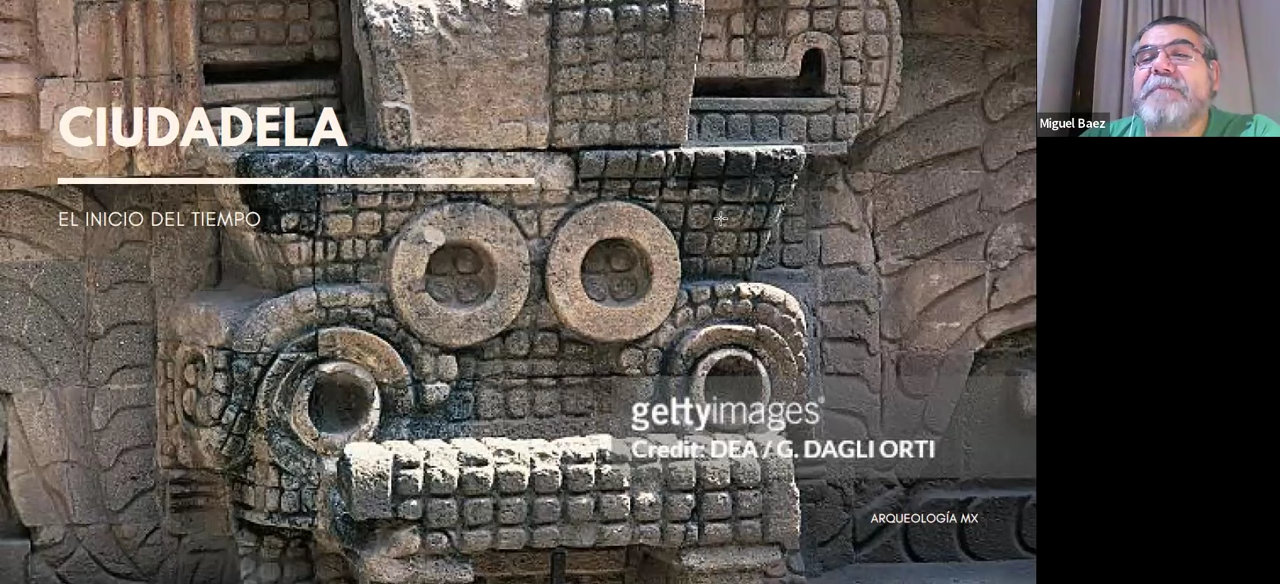 CIUDADELA
EL INICIO DEL TIEMPO
gettyimages®
Credit: DEA / G. DAGLI ORTI
ARQUEOLOGÍA MX
Miguel Baez